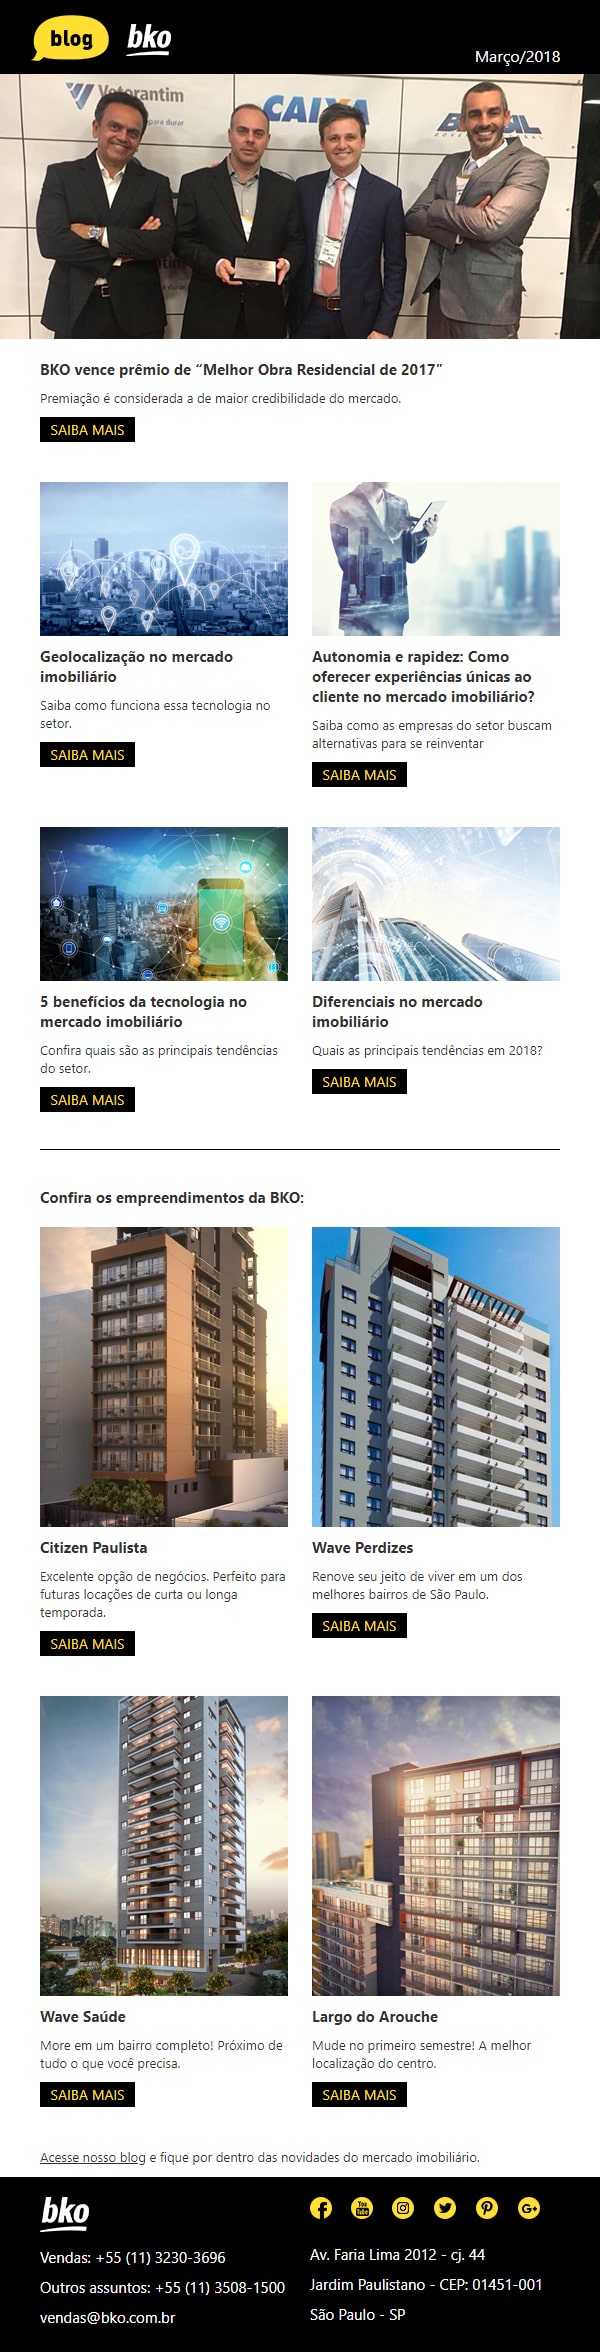 blog bko
Março/2018
Votorantim
CAIXA
para durar
BKO vence prêmio de “Melhor Obra Residencial de 2017”
Premiação é considerada a de maior credibilidade do mercado.
SAIBA MAIS
Geolocalização no mercado
imobiliário
Saiba como funciona essa tecnologia no
setor.
SAIBA MAIS
Autonomia e rapidez: Como
oferecer experiências únicas ao
cliente no mercado imobiliário?
Saiba como as empresas do setor buscam
alternativas para se reinventar
SAIBA MAIS
5 benefícios da tecnologia no
mercado imobiliário
Confira quais são as principais tendências
do setor.
SAIBA MAIS
Diferenciais no mercado
imobiliário
Quais as principais tendências em 2018?
SAIBA MAIS
Confira os empreendimentos da BKO:
Citizen Paulista
Excelente opção de negócios. Perfeito para
futuras locações de curta ou longa
temporada.
SAIBA MAIS
Wave Perdizes
Renove seu jeito de viver em um dos
melhores bairros de São Paulo.
SAIBA MAIS
Wave Saúde
More em um bairro completo! Próximo de
tudo o que você precisa.
SAIBA MAIS
Largo do Arouche
Mude no primeiro semestre! A melhor
localização do centro.
SAIBA MAIS
Acesse nosso blog e fique por dentro das novidades do mercado imobiliário.
bko
Vendas: +55 (11) 3230-3696
Outros assuntos: +55 (11) 3508-1500
vendas@bko.com.br
You Tube
G+
Av. Faria Lima 2012 - cj. 44
Jardim Paulistano - CEP: 01451-001
São Paulo - SP